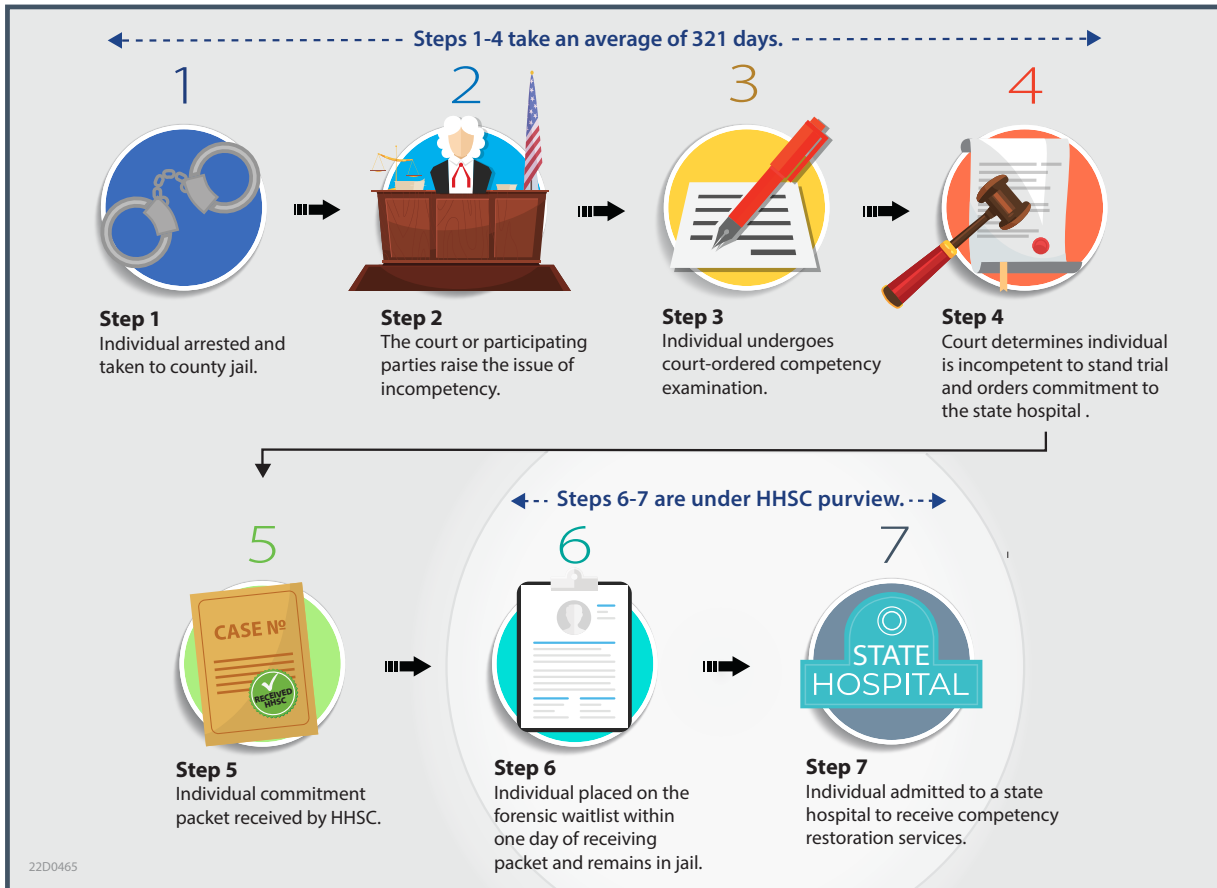 Steps 1-4 take an average of 321 days.
1
2
3
4
Step 1
Individual arrested and
taken to county jail.
Step 2
The court or participating
parties raise the issue of
incompetency.
Step 3
Individual undergoes
court-ordered competency
examination.
Step 4
Court determines individual
is incompetent to stand trial
and orders commitment to
the state hospital .
Steps 6-7 are under HHSC purview.
5
6
7
CASE Nº
RECEIVED
HHSC
STATE
HOSPITAL
Step 5
Individual commitment
packet received by HHSC.
Step 6
Individual placed on the
forensic waitlist within
one day of receiving
packet and remains in jail.
Step 7
Individual admitted to a state
hospital to receive competency
restoration services.
22D0465